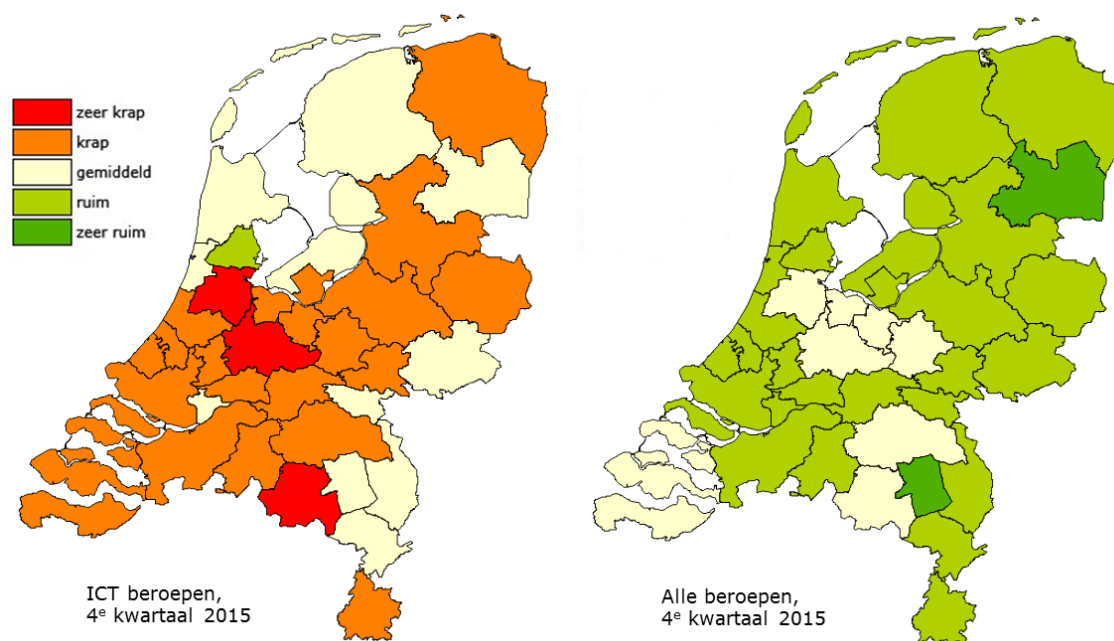 zeer krap
krap
gemiddeld
ruim
zeer ruim
ICT beroepen,
4e kwartaal 2015
Alle beroepen,
4e kwartaal 2015